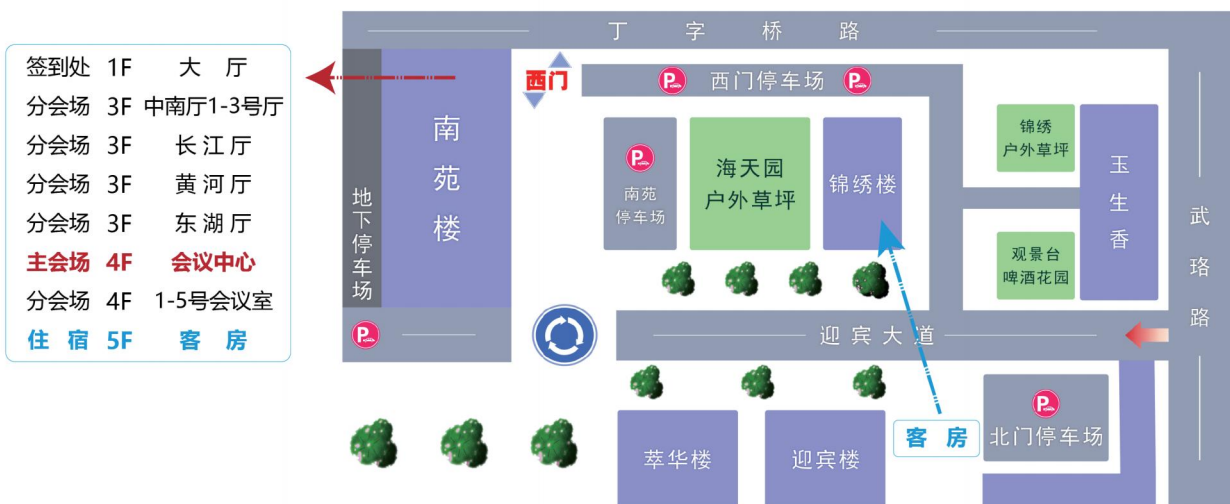 丁字桥路
签到处 1F 大厅
分会场 3F 中南厅1-3号厅
分会场 3F 长江厅
分会场 3F 黄河厅
分会场 3F 东湖厅
主会场 4F 会议中心
分会场 4F 1-5号会议室
住宿 5F 客房
西门
P
西门停车场
P
南苑楼
地下停车场
P
P
南苑
停车场
海天园
户外草坪
锦绣楼
锦绣
户外草坪
观景台
啤酒花园
玉生香
武珞路
迎宾大道
萃华楼
迎宾楼
客房
P
北门停车场